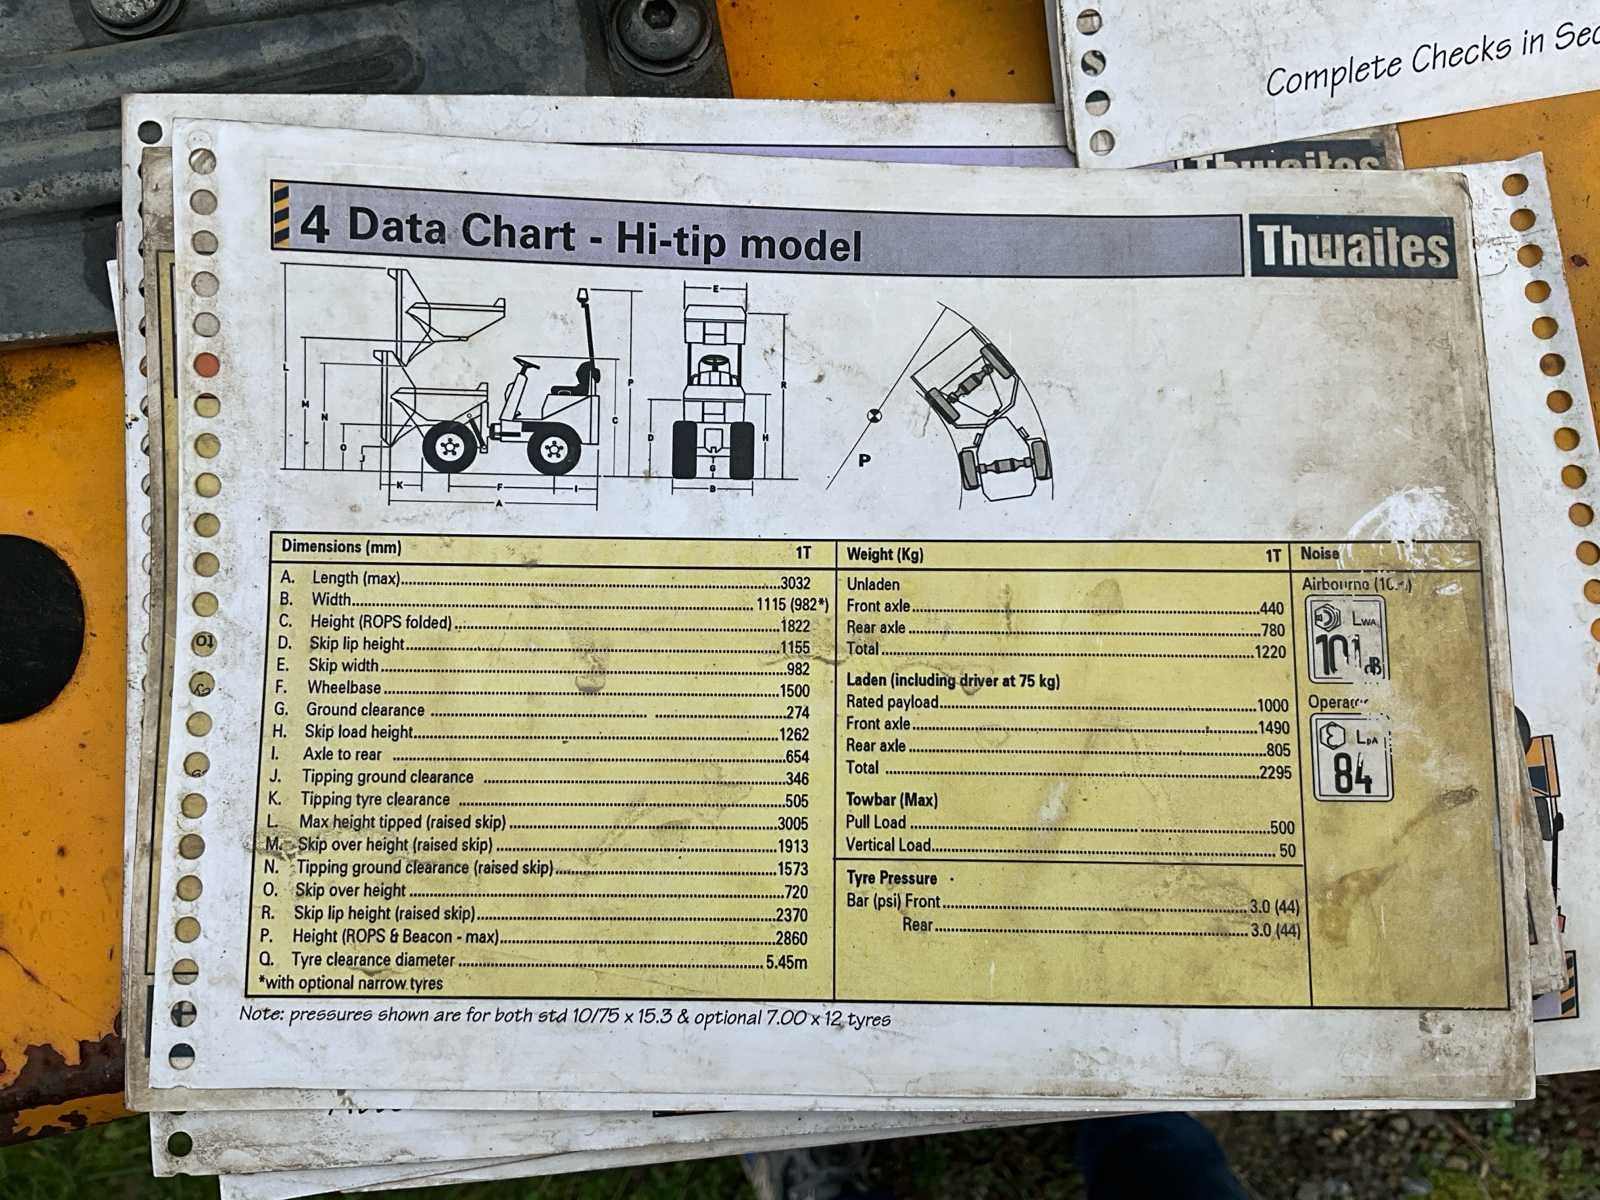 Complete Checks in
Thwaites
4 Data Chart - Hi-tip model
Thwaites
E
L
M
N
O
J
K
F
I
A
C
P
D
G
B
H
R
P
Dimensions (mm) 1T
A. Length (max) 3032
B. Width 1115 (982*)
C. Height (ROPS folded) 1822
D. Skip lip height 1155
E. Skip width 982
F. Wheelbase 1500
G. Ground clearance 274
H. Skip load height 1262
I. Axle to rear 654
J. Tipping ground clearance 346
K. Tipping tyre clearance 505
L. Max height tipped (raised skip) 3005
M. Skip over height (raised skip) 1913
N. Tipping ground clearance (raised skip) 1573
O. Skip over height 720
R. Skip lip height (raised skip) 2370
P. Height (ROPS & Beacon - max) 2860
Q. Tyre clearance diameter 5.45m
*with optional narrow tyres
Weight (Kg) 1T
Unladen
Front axle 440
Rear axle 780
Total 1220
Laden (including driver at 75 kg)
Rated payload 1000
Front axle 1490
Rear axle 805
Total 2295
Towbar (Max)
Pull Load 500
Vertical Load 50
Tyre Pressure
Bar (psi) Front 3.0 (44)
Rear 3.0 (44)
Noise
Airbourne
LWA
101
dB
LpA
84
Note: pressures shown are for both std 10/75 x 15.3 & optional 7.00 x 12 tyres